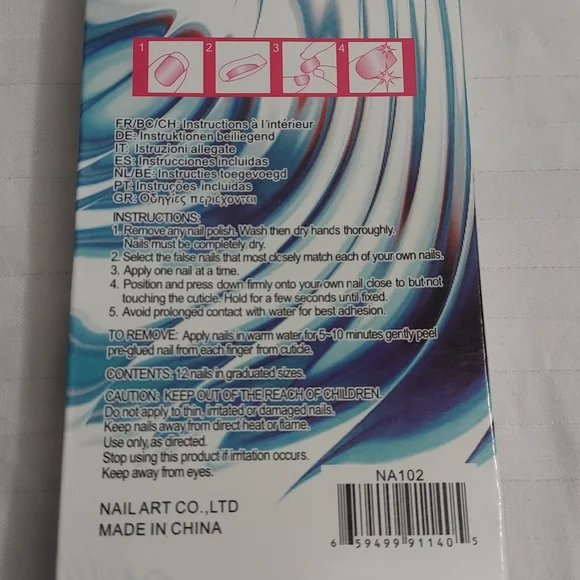 1 2 3 4
FR/BC/CH: Instructions à l'intérieur
DE: Instruktionen beiliegend
IT: Istruzioni allegate
ES: Instrucciones incluidas
NL/BE: Instructies toegevoegd
PT: Instruções incluidas
GR: Οδηγίες περιέχονται
INSTRUCTIONS:
1. Remove any nail polish. Wash then dry hands thoroughly.
Nails must be completely dry.
2. Select the false nails that most closely match each of your own nails.
3. Apply one nail at a time.
4. Position and press down firmly onto your own nail close to but not
touching the cuticle. Hold for a few seconds until fixed.
5. Avoid prolonged contact with water for best adhesion.
TO REMOVE: Apply nails in warm water for 5-10 minutes gently peel
pre-glued nail from each finger from cuticle.
CONTENTS: 12 nails in graduated sizes.
CAUTION: KEEP OUT OF THE REACH OF CHILDREN.
Do not apply to thin, irritated or damaged nails.
Keep nails away from direct heat or flame.
Use only as directed.
Stop using this product if irritation occurs.
Keep away from eyes.
NAIL ART CO.,LTD
MADE IN CHINA
NA102
6 59499 91140 5